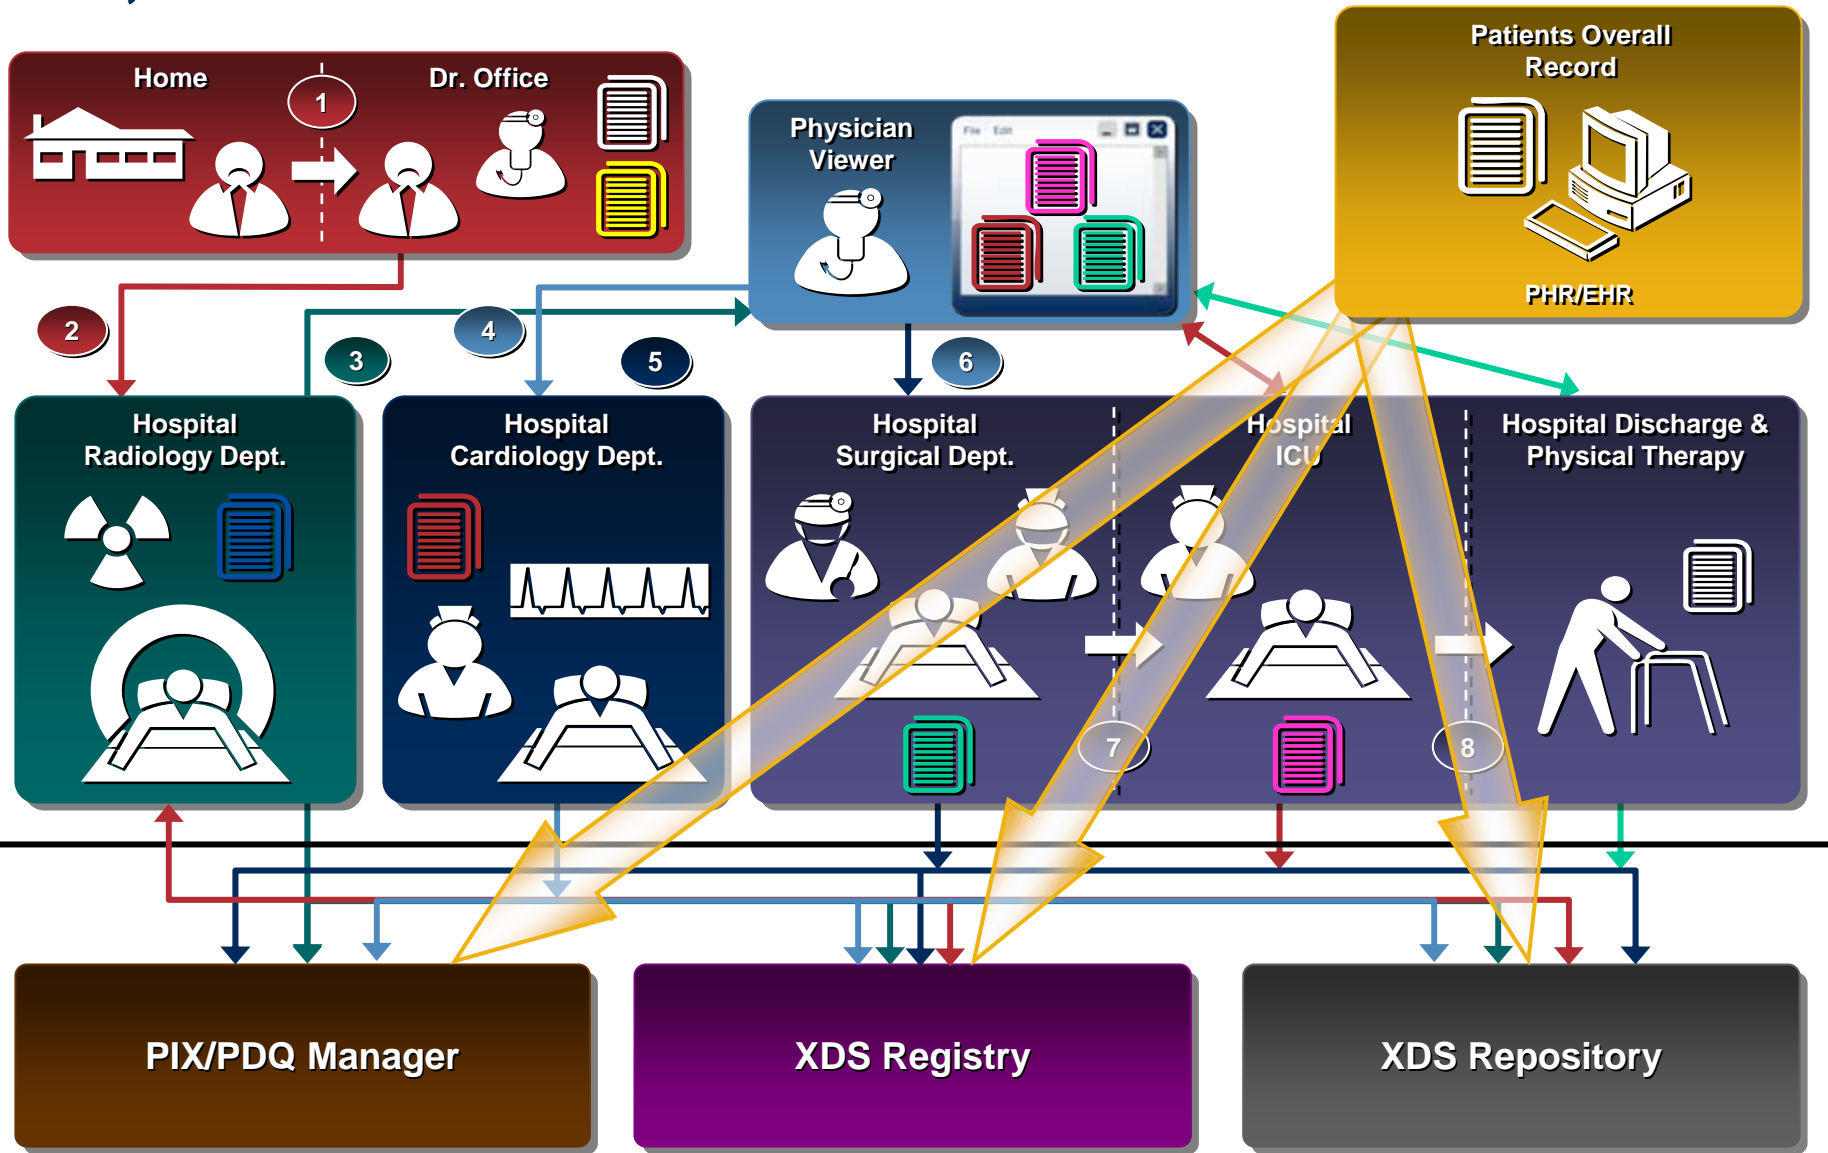 Home
Dr. Office
1
Physician
Viewer
File Edit
Patients Overall
Record
PHR/EHR
2
3
4
5
6
Hospital
Radiology Dept.
Hospital
Cardiology Dept.
Hospital
Surgical Dept.
Hospital
ICU
Hospital Discharge &
Physical Therapy
7
8
PIX/PDQ Manager
XDS Registry
XDS Repository